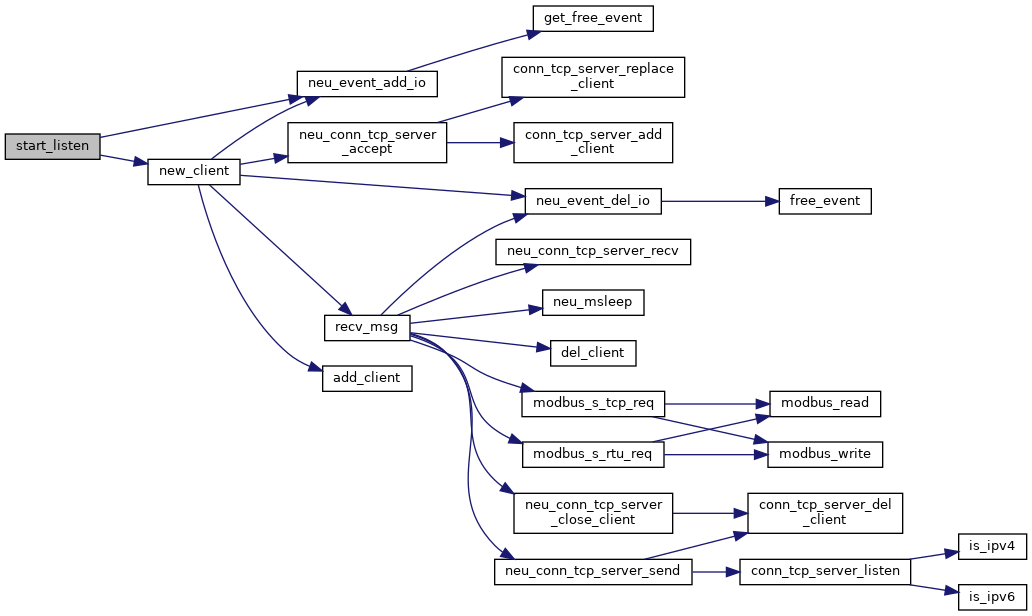 get_free_event
neu_event_add_io
conn_tcp_server_replace
_client
start_listen
neu_conn_tcp_server
_accept
conn_tcp_server_add
_client
new_client
neu_event_del_io
free_event
neu_conn_tcp_server_recv
neu_msleep
recv_msg
del_client
add_client
modbus_s_tcp_req
modbus_read
modbus_s_rtu_req
modbus_write
neu_conn_tcp_server
_close_client
conn_tcp_server_del
_client
neu_conn_tcp_server_send
conn_tcp_server_listen
is_ipv4
is_ipv6